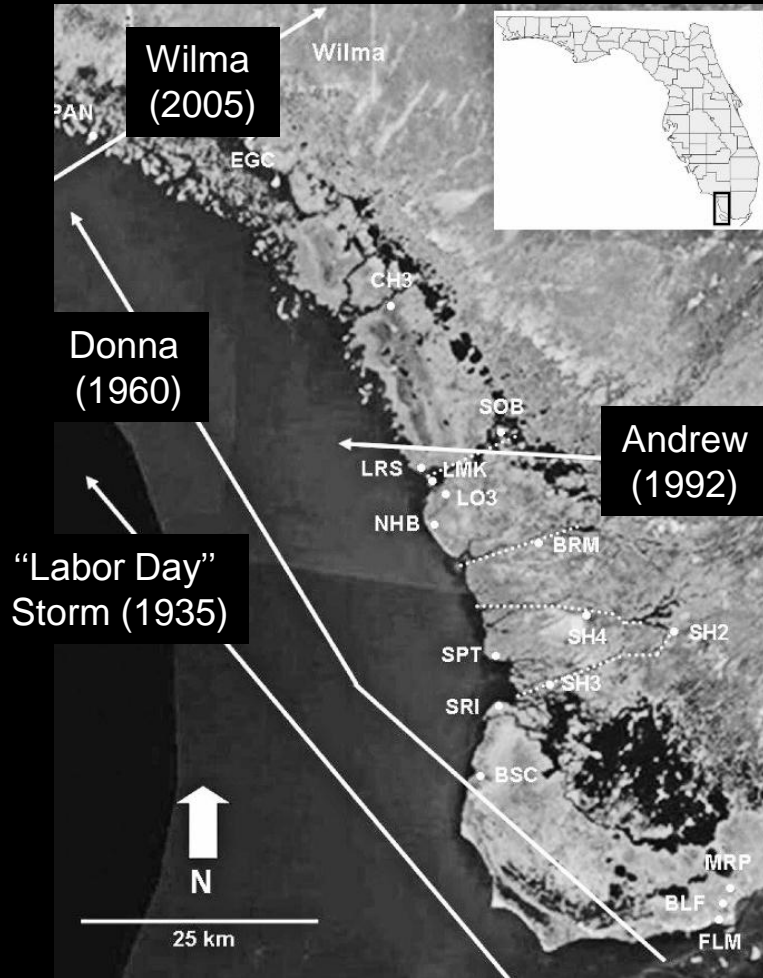 Wilma
(2005)
Wilma
PAN
EGC
CH3
Donna
(1960)
SOB
Andrew
(1992)
LRS
LMK
LO3
NHB
BRM
“Labor Day”
Storm (1935)
SH4
SH2
SPT
SH3
SRI
BSC
N
MRP
BLF
25 km
FLM